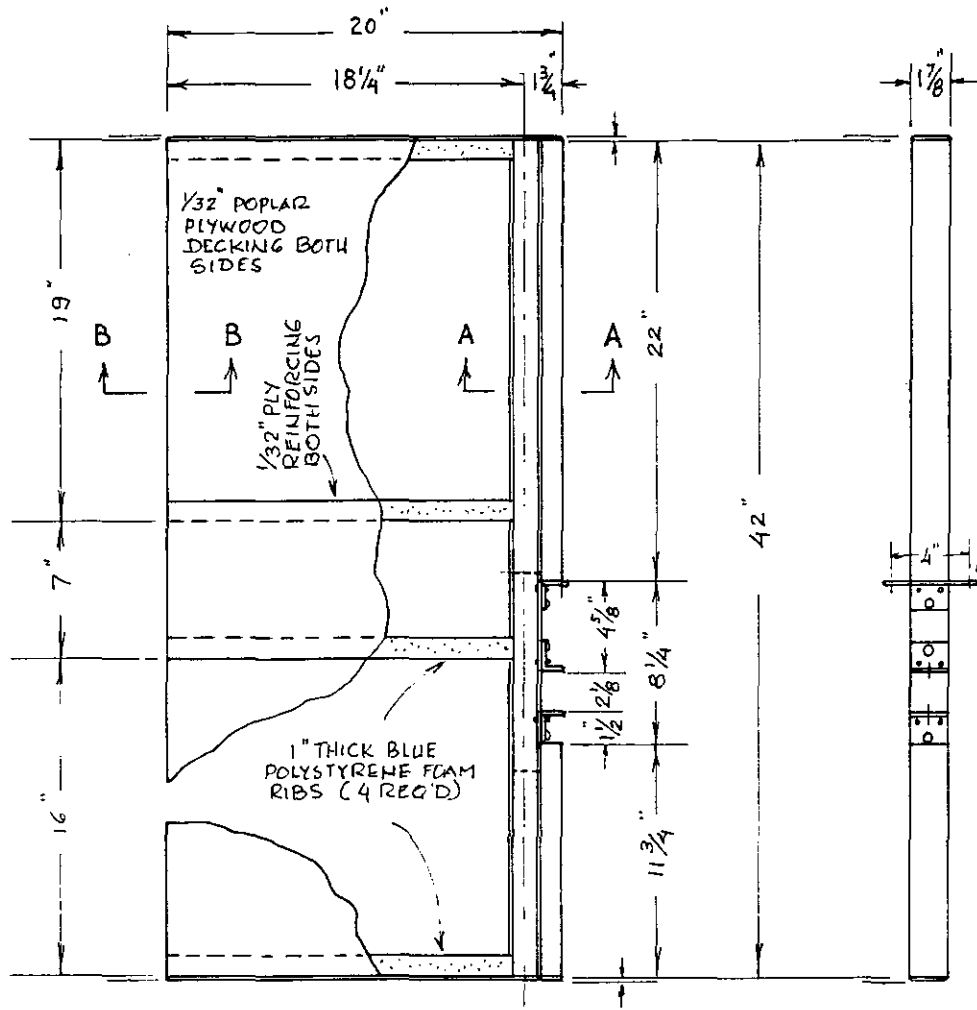 20"
18¼"
1¾"
1⅞"
1/32" POPLAR
PLYWOOD
DECKING BOTH
SIDES
19"
B
B
A
A
22"
1/32" PLY
REINFORCING
BOTH SIDES
42"
7"
4"
4⅝"
8¼"
2⅛
1½"
1" THICK BLUE
POLYSTYRENE FOAM
RIBS (4 REQ'D)
16"
11¾"